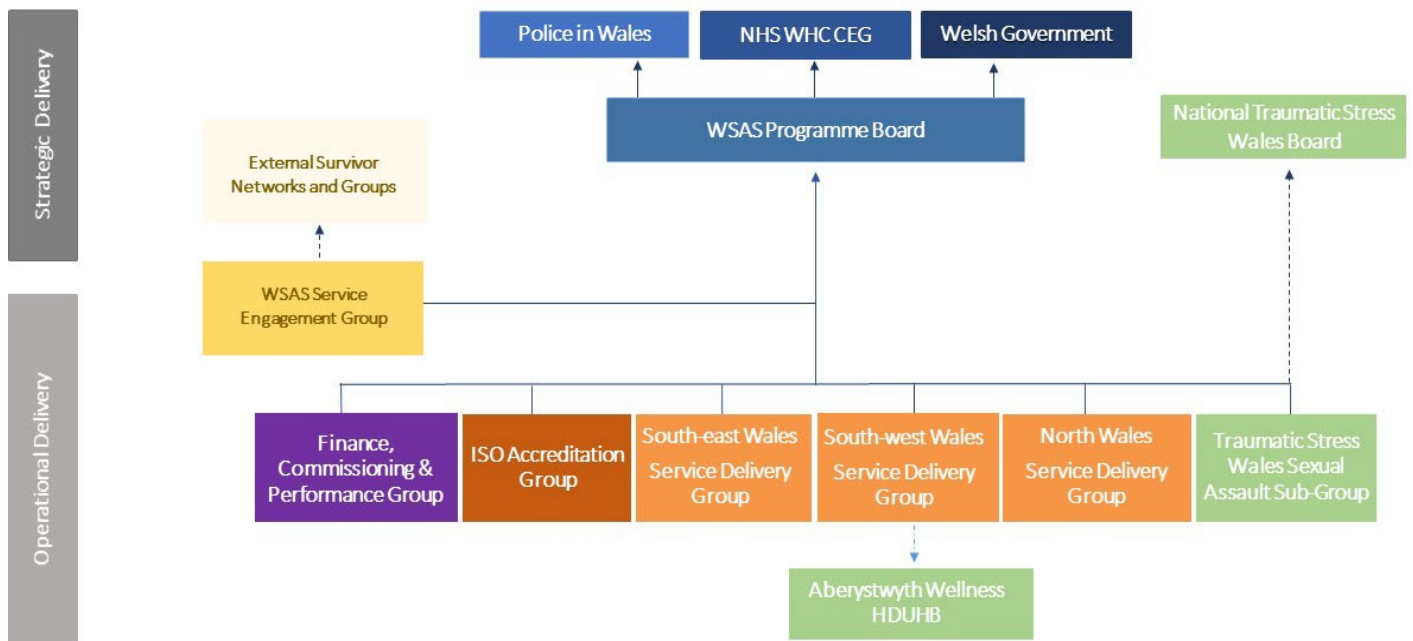 Strategic Delivery
Police in Wales
NHS WHC CEG
Welsh Government
WSAS Programme Board
National Traumatic Stress
Wales Board
External Survivor
Networks and Groups
WSAS Service
Engagement Group
Operational Delivery
Finance,
Commissioning &
Performance Group
ISO Accreditation
Group
South-east Wales
Service Delivery
Group
South-west Wales
Service Delivery
Group
North Wales
Service Delivery
Group
Traumatic Stress
Wales Sexual
Assault Sub-Group
Aberystwyth Wellness
HDUHB